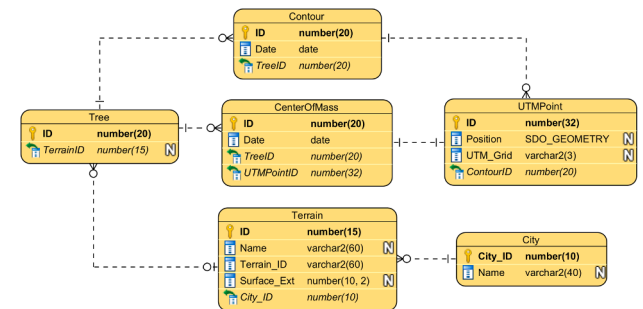 Contour
ID number(20)
Date date
TreeID number(20)
Tree
ID number(20)
TerrainID number(15) N
CenterOfMass
ID number(20)
Date date
TreeID number(20)
UTMPointID number(32)
UTMPoint
ID number(32)
Position SDO_GEOMETRY N
UTM_Grid varchar2(3) N
ContourID number(20)
Terrain
ID number(15)
Name varchar2(60) N
Terrain_ID varchar2(60)
Surface_Ext number(10, 2) N
City_ID number(10)
City
City_ID number(10)
Name varchar2(40) N